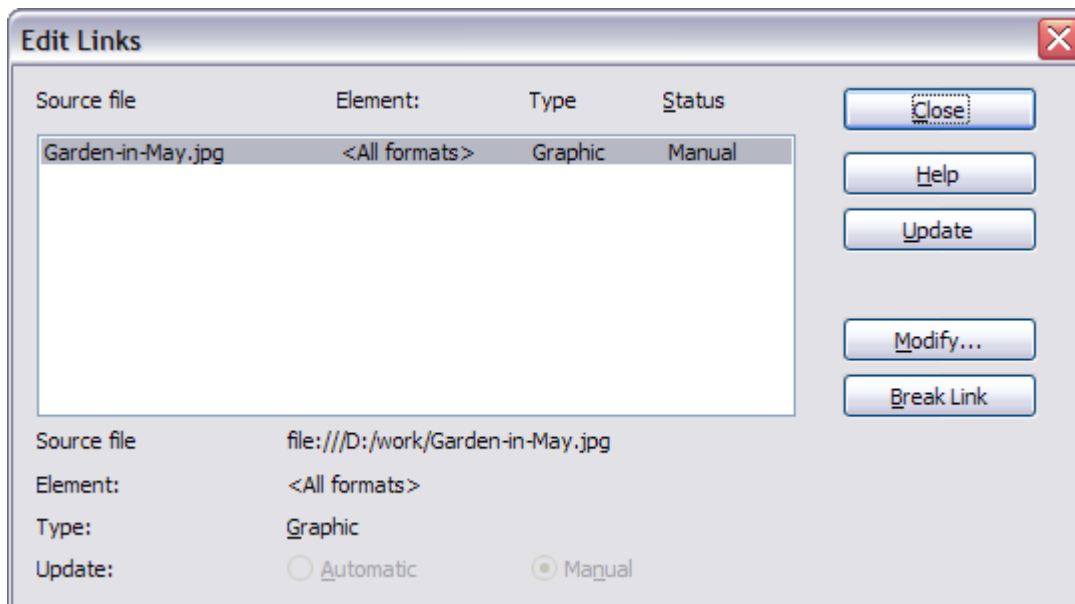 Edit Links
Source file Element: Type Status
Garden-in-May.jpg <All formats> Graphic Manual
Close
Help
Update
Modify...
Break Link
Source file file:///D:/work/Garden-in-May.jpg
Element: <All formats>
Type: Graphic
Update: Automatic Manual